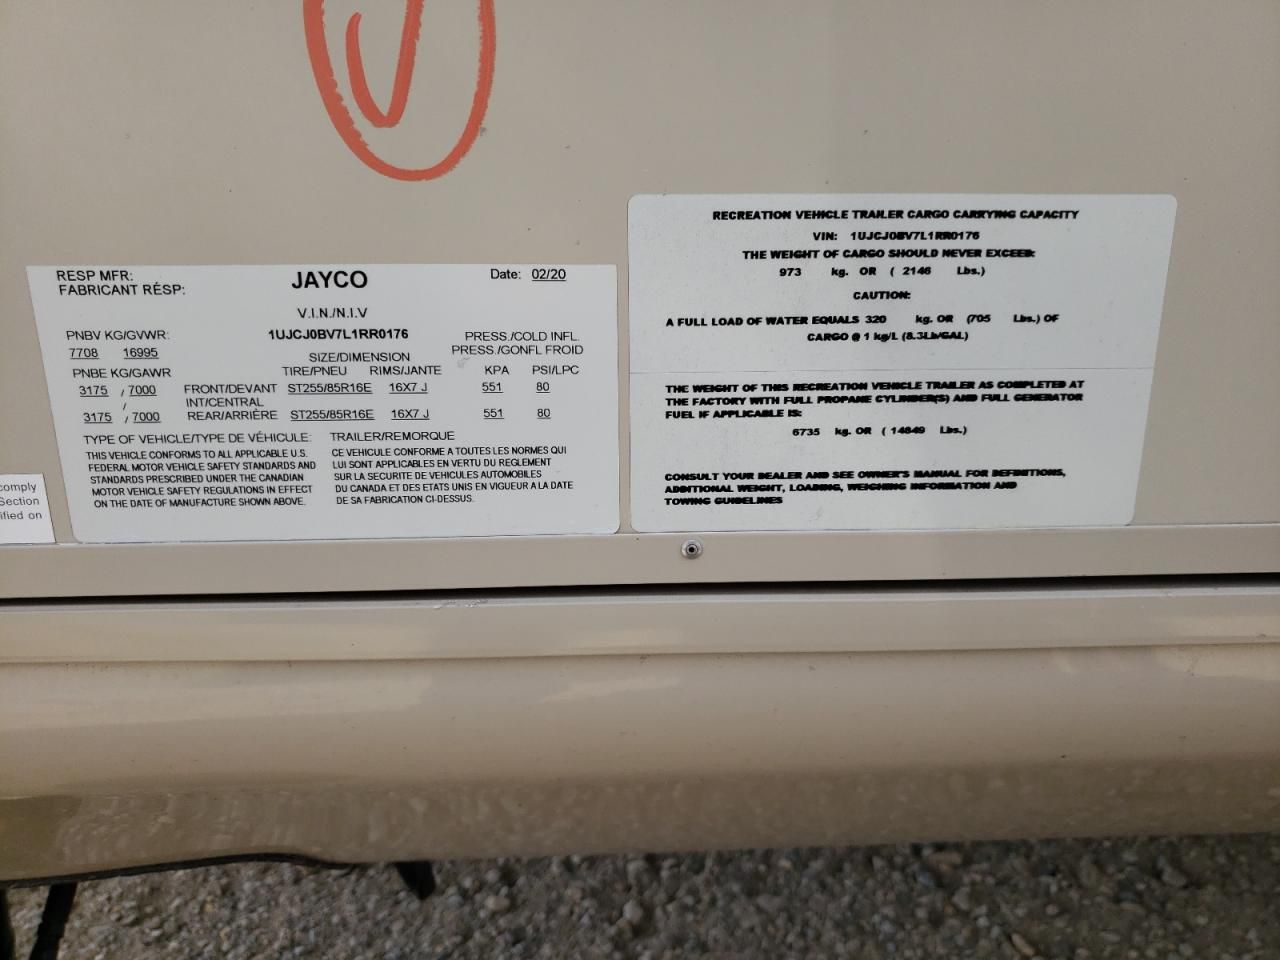 RESP MFR: JAYCO Date: 02/20
FABRICANT RÉSP:
V.I.N./N.I.V
PNBV KG/GVWR: 1UJCJ0BV7L1RR0176 PRESS./COLD INFL.
7708 16995 SIZE/DIMENSION PRESS./GONFL FROID
PNBE KG/GAWR TIRE/PNEU RIMS/JANTE KPA PSI/LPC
3175 / 7000 FRONT/DEVANT ST255/85R16E 16X7 J 551 80
/ INT/CENTRAL
3175 / 7000 REAR/ARRIÈRE ST255/85R16E 16X7 J 551 80
TYPE OF VEHICLE/TYPE DE VÉHICULE: TRAILER/REMORQUE
THIS VEHICLE CONFORMS TO ALL APPLICABLE U.S.
FEDERAL MOTOR VEHICLE SAFETY STANDARDS AND
STANDARDS PRESCRIBED UNDER THE CANADIAN
MOTOR VEHICLE SAFETY REGULATIONS IN EFFECT
ON THE DATE OF MANUFACTURE SHOWN ABOVE.
CE VEHICULE CONFORME A TOUTES LES NORMES QUI
LUI SONT APPLICABLES EN VERTU DU REGLEMENT
SUR LA SECURITE DE VEHICULES AUTOMOBILES
DU CANADA ET DES ETATS UNIS EN VIGUEUR A LA DATE
DE SA FABRICATION CI-DESSUS.
RECREATION VEHICLE TRAILER CARGO CARRYING CAPACITY
VIN: 1UJCJ0BV7L1RR0176
THE WEIGHT OF CARGO SHOULD NEVER EXCEED:
973 kg. OR ( 2146 Lbs.)
CAUTION:
A FULL LOAD OF WATER EQUALS 320 kg. OR (705 Lbs.) OF
CARGO @ 1 kg/L (8.3Lb/GAL)
THE WEIGHT OF THIS RECREATION VEHICLE TRAILER AS COMPLETED AT
THE FACTORY WITH FULL PROPANE CYLINDER(S) AND FULL GENERATOR
FUEL IF APPLICABLE IS:
6735 kg. OR ( 14849 Lbs.)
CONSULT YOUR DEALER AND SEE OWNER'S MANUAL FOR DEFINITIONS,
ADDITIONAL WEIGHT, LOADING, WEIGHING INFORMATION AND
TOWING GUIDELINES
comply
Section
ified on